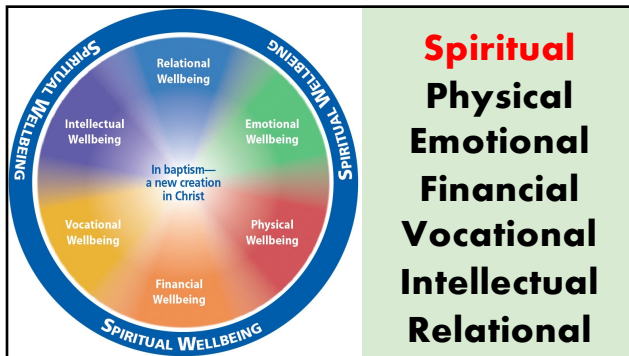 SPIRITUAL WELLBEING
SPIRITUAL WELLBEING
Relational
Wellbeing
Intellectual
Wellbeing
Emotional
Wellbeing
In baptism—
a new creation
in Christ
Vocational
Wellbeing
Physical
Wellbeing
Financial
Wellbeing
SPIRITUAL WELLBEING
Spiritual
Physical
Emotional
Financial
Vocational
Intellectual
Relational